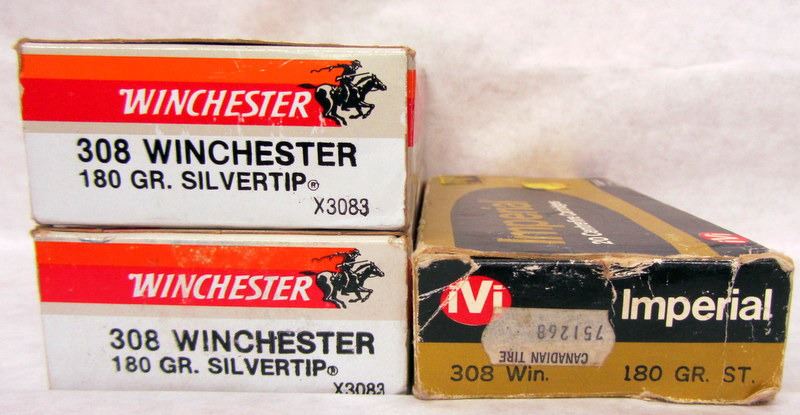 WINCHESTER
308 WINCHESTER
180 GR. SILVERTIP®
X3083
WINCHESTER
308 WINCHESTER
180 GR. SILVERTIP®
X3083
Imperial
iVi
iVi
Imperial
751268
CANADIAN TIRE
308 Win.
180 GR. ST.